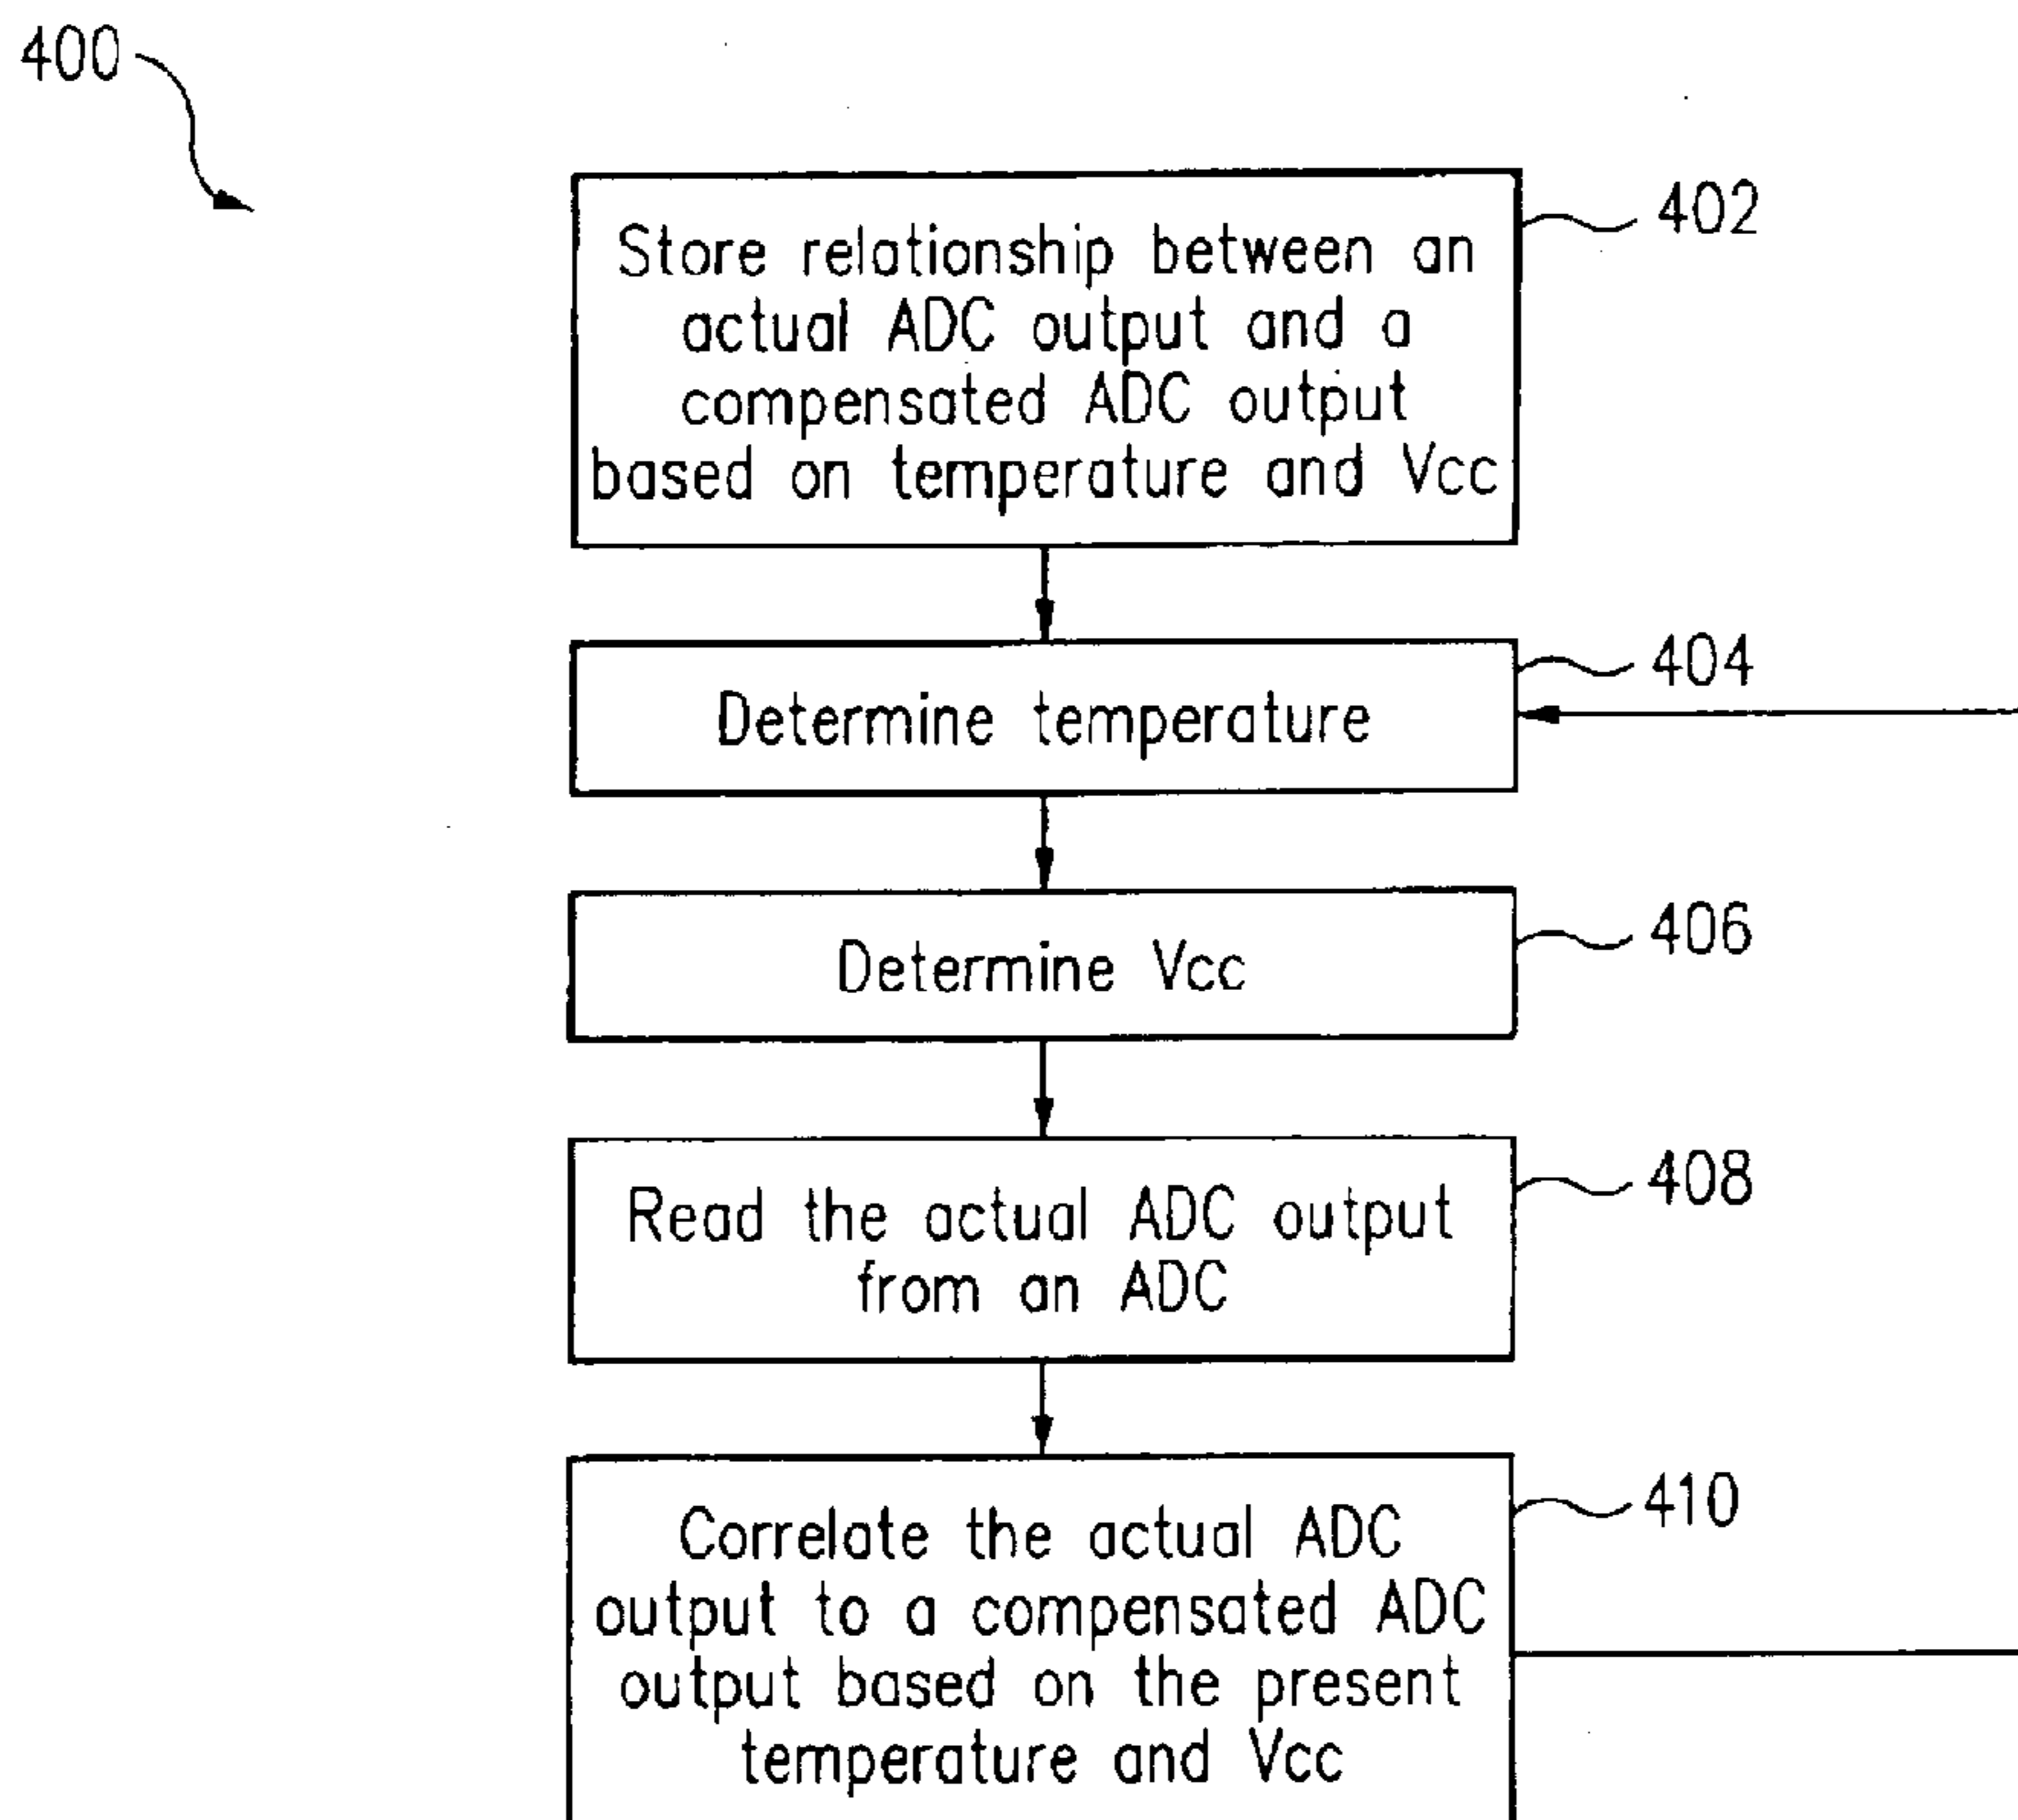 400
402
Store relationship between an
actual ADC output and a
compensated ADC output
based on temperature and Vcc
404
Determine temperature
406
Determine Vcc
408
Read the actual ADC output
from an ADC
410
Correlate the actual ADC
output to a compensated ADC
output based on the present
temperature and Vcc